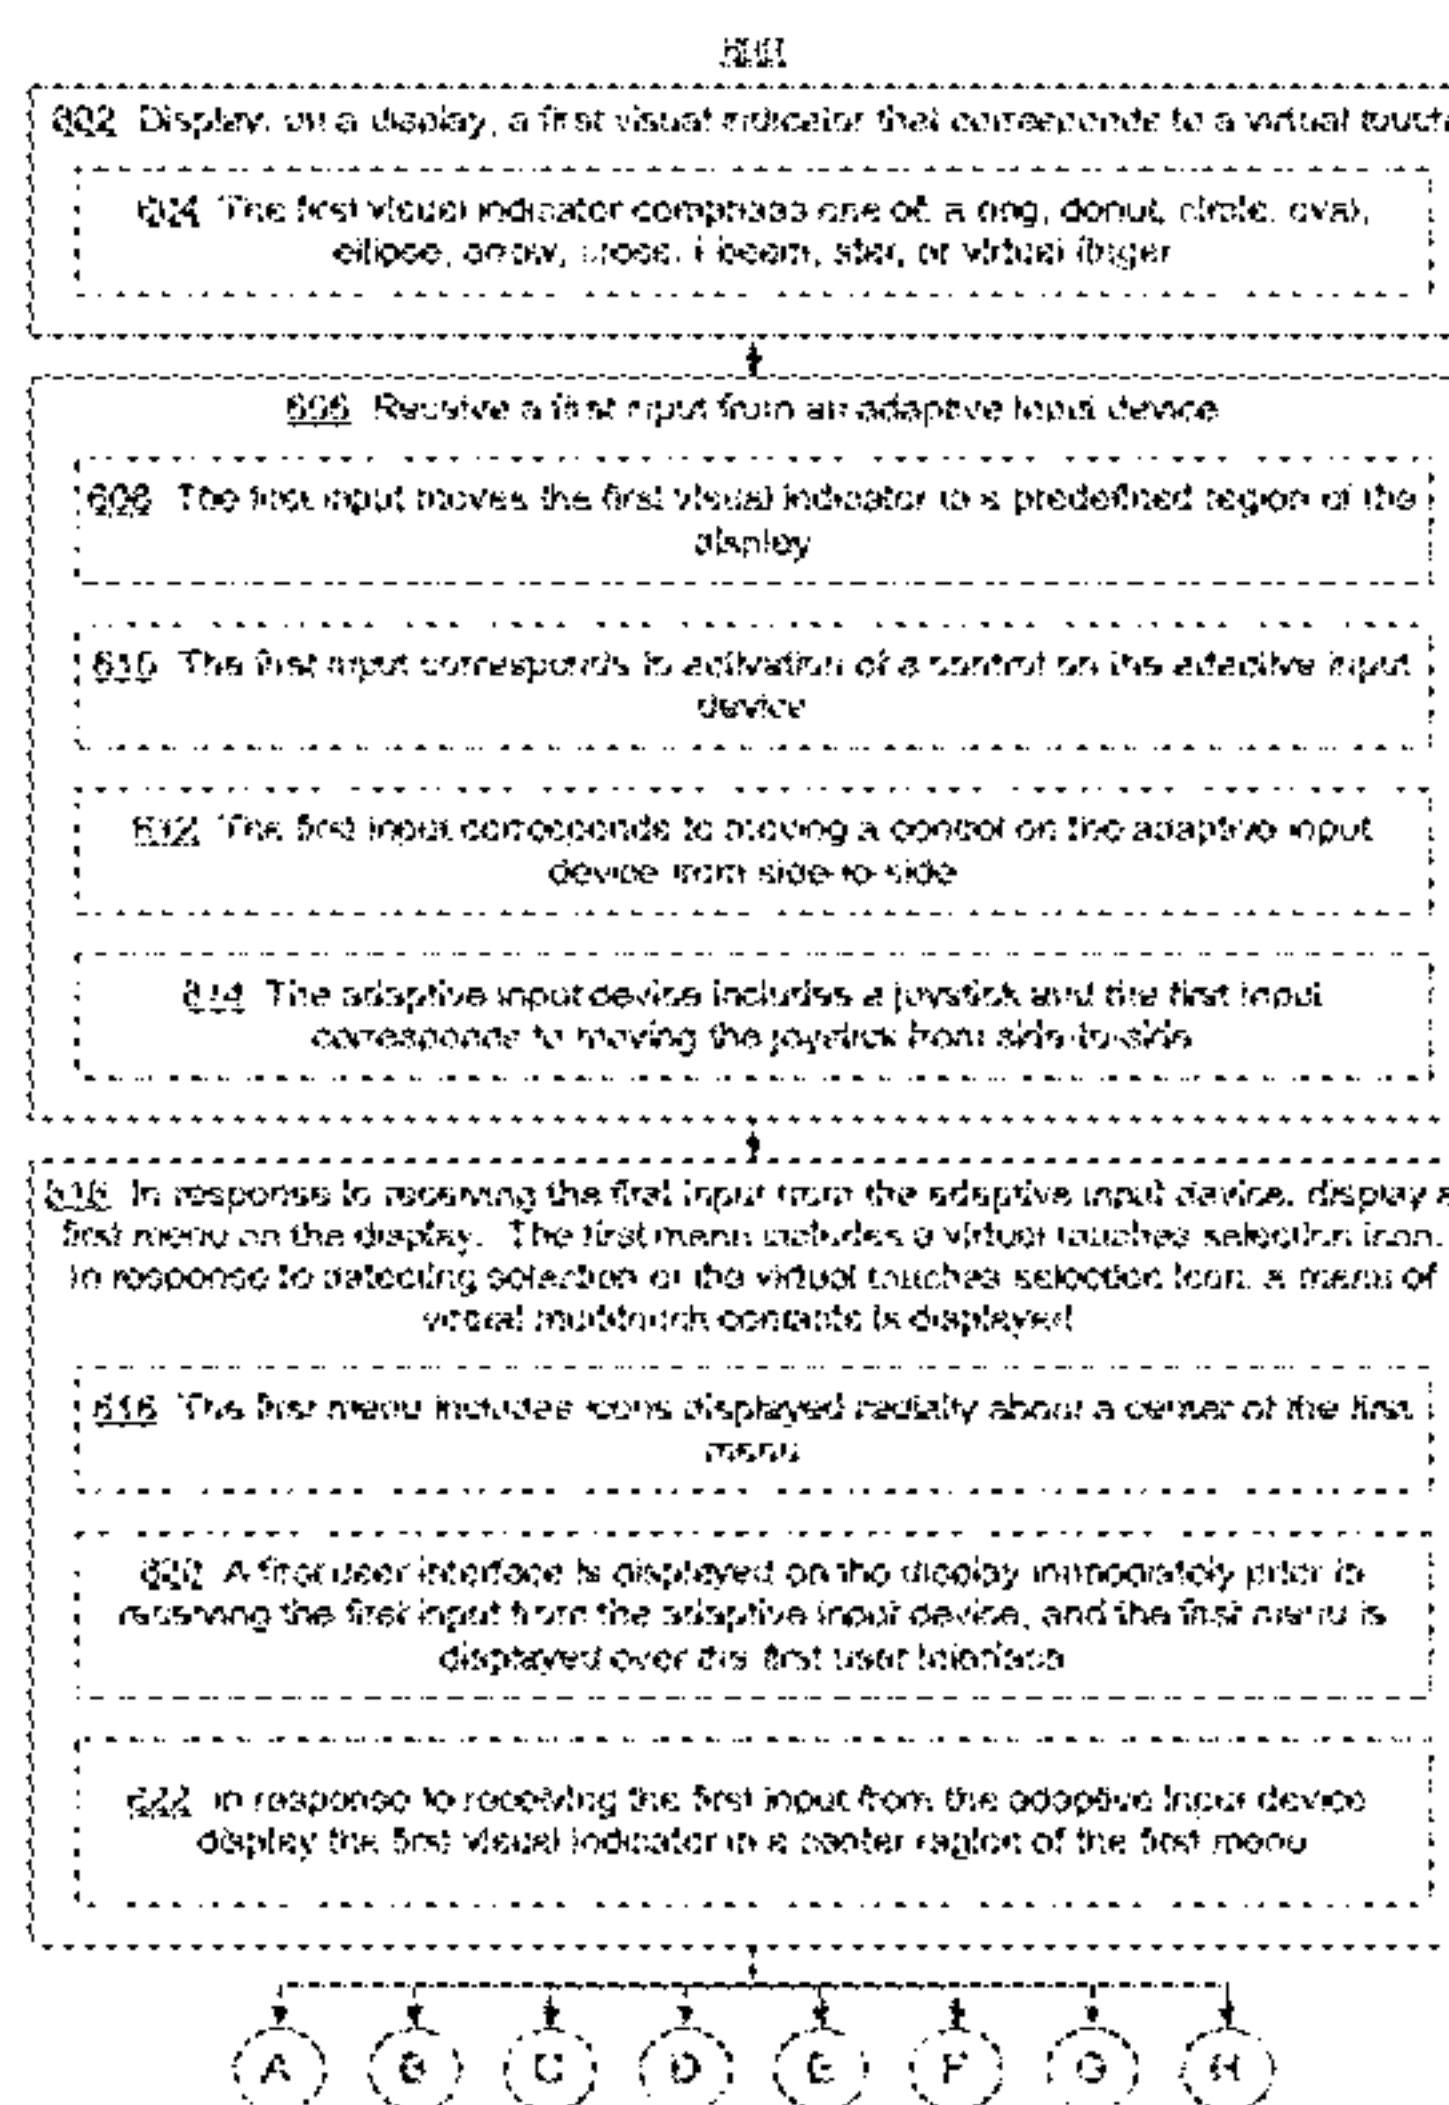 600
602 Display, on a display, a first visual indicator that corresponds to a virtual touch
604 The first visual indicator comprises one of: a ring, donut, circle, oval,
ellipse, arrow, cross, I-beam, star, or virtual finger
606 Receive a first input from an adaptive input device
608 The first input moves the first visual indicator to a predefined region of the
display
610 The first input corresponds to activation of a control on the adaptive input
device
612 The first input corresponds to moving a control on the adaptive input
device from side-to-side
614 The adaptive input device includes a joystick and the first input
corresponds to moving the joystick from side-to-side
616 In response to receiving the first input from the adaptive input device, display a
first menu on the display. The first menu includes a virtual touches selection icon.
In response to detecting selection of the virtual touches selection icon, a menu of
virtual multitouch contacts is displayed
618 The first menu includes icons displayed radially about a center of the first
menu
620 A first user interface is displayed on the display immediately prior to
receiving the first input from the adaptive input device, and the first menu is
displayed over the first user interface
622 In response to receiving the first input from the adaptive input device
display the first visual indicator in a center region of the first menu
A B C D E F G H